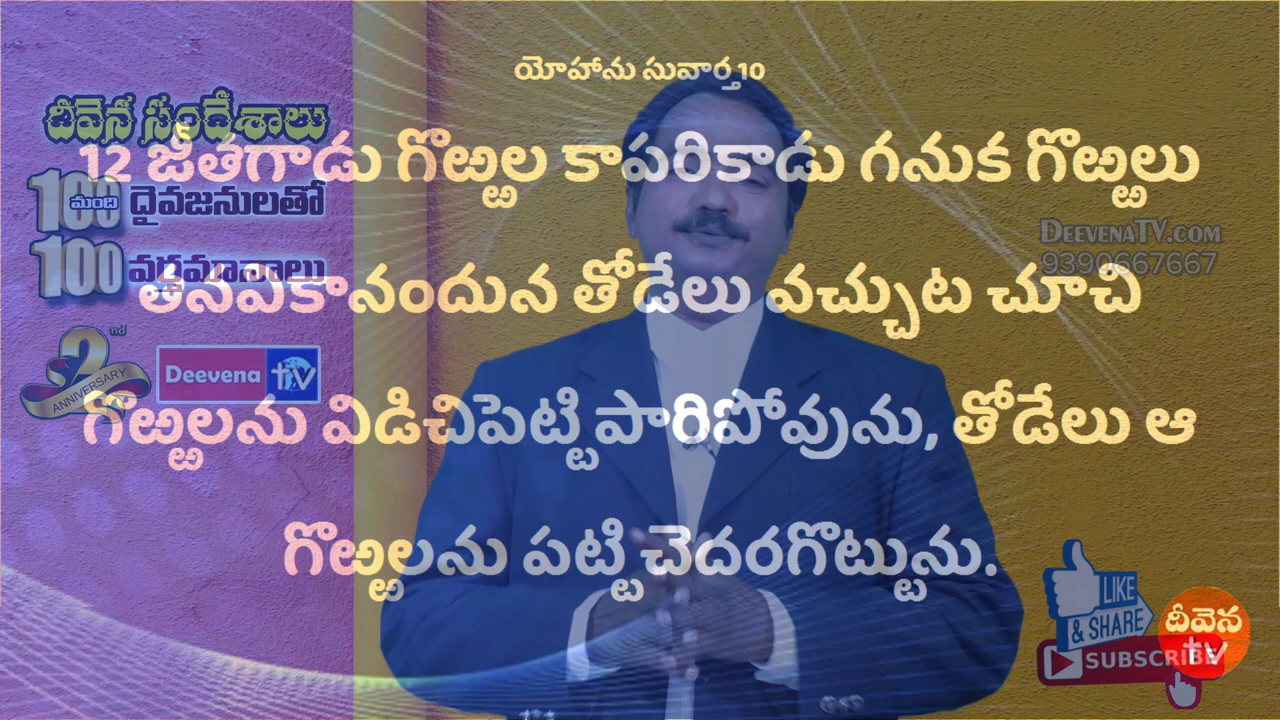 యోహాను సువార్త 10
12 జీతగాడు గొఱ్ఱల కాపరికాడు గనుక గొఱ్ఱలు
తనవికానందున తోడేలు వచ్చుట చూచి
గొఱ్ఱలను విడిచిపెట్టి పారిపోవును, తోడేలు ఆ
గొఱ్ఱలను పట్టి చెదరగొట్టును.
దీవెన సందేశాలు
100 మంది దైవజనులతో
100 వర్తమానాలు
2nd
ANNIVERSARY
Deevena tv
DEEVENATV.COM
9390667667
LIKE
& SHARE
SUBSCRIBE
దీవెన
tv